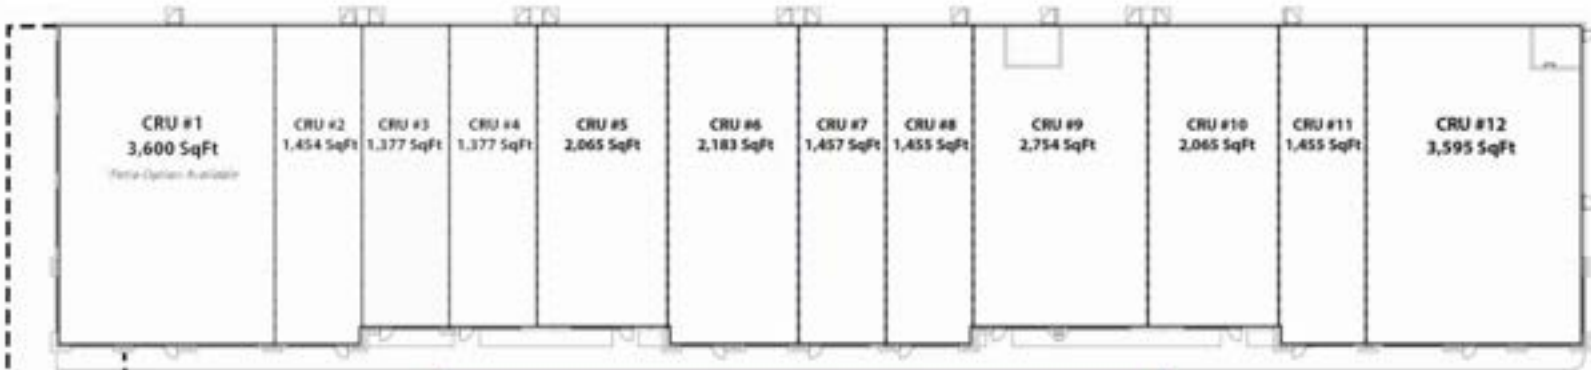 CRU #1
3,600 SqFt
Patio Option Available
CRU #2
1,454 SqFt
CRU #3
1,377 SqFt
CRU #4
1,377 SqFt
CRU #5
2,065 SqFt
CRU #6
2,183 SqFt
CRU #7
1,457 SqFt
CRU #8
1,455 SqFt
CRU #9
2,754 SqFt
CRU #10
2,065 SqFt
CRU #11
1,455 SqFt
CRU #12
3,595 SqFt